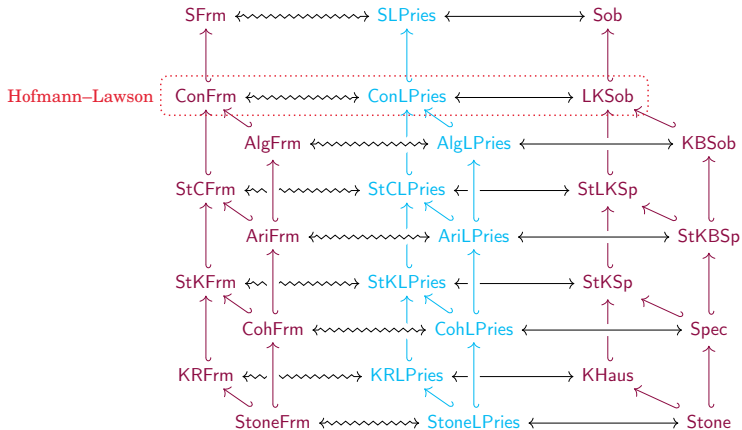 SFrm SLPries Sob
Hofmann–Lawson ConFrm ConLPries LKSob
AlgFrm AlgLPries KBSob
StCFrm StCLPries StLKSp
AriFrm AriLPries StKBSp
StKFrm StKLPries StKSp
CohFrm CohLPries Spec
KRFrm KRLPries KHaus
StoneFrm StoneLPries Stone